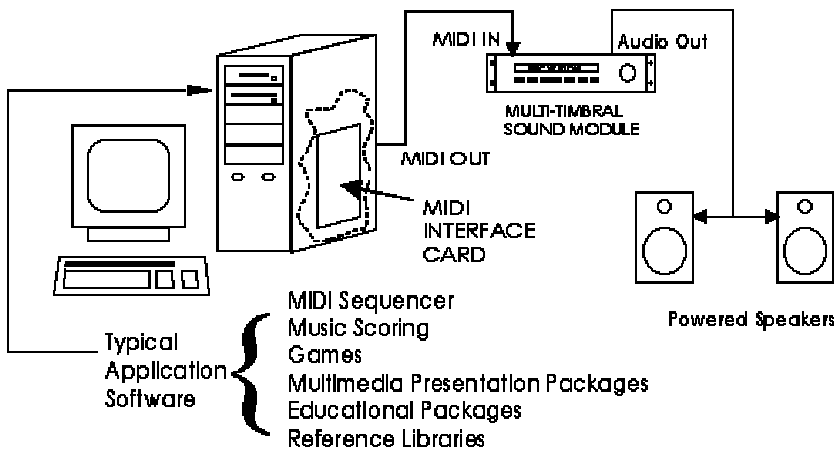 MIDI IN
Audio Out
MULTI-TIMBRAL
SOUND MODULE
MIDI OUT
MIDI
INTERFACE
CARD
Powered Speakers
Typical
Application
Software
MIDI Sequencer
Music Scoring
Games
Multimedia Presentation Packages
Educational Packages
Reference Libraries